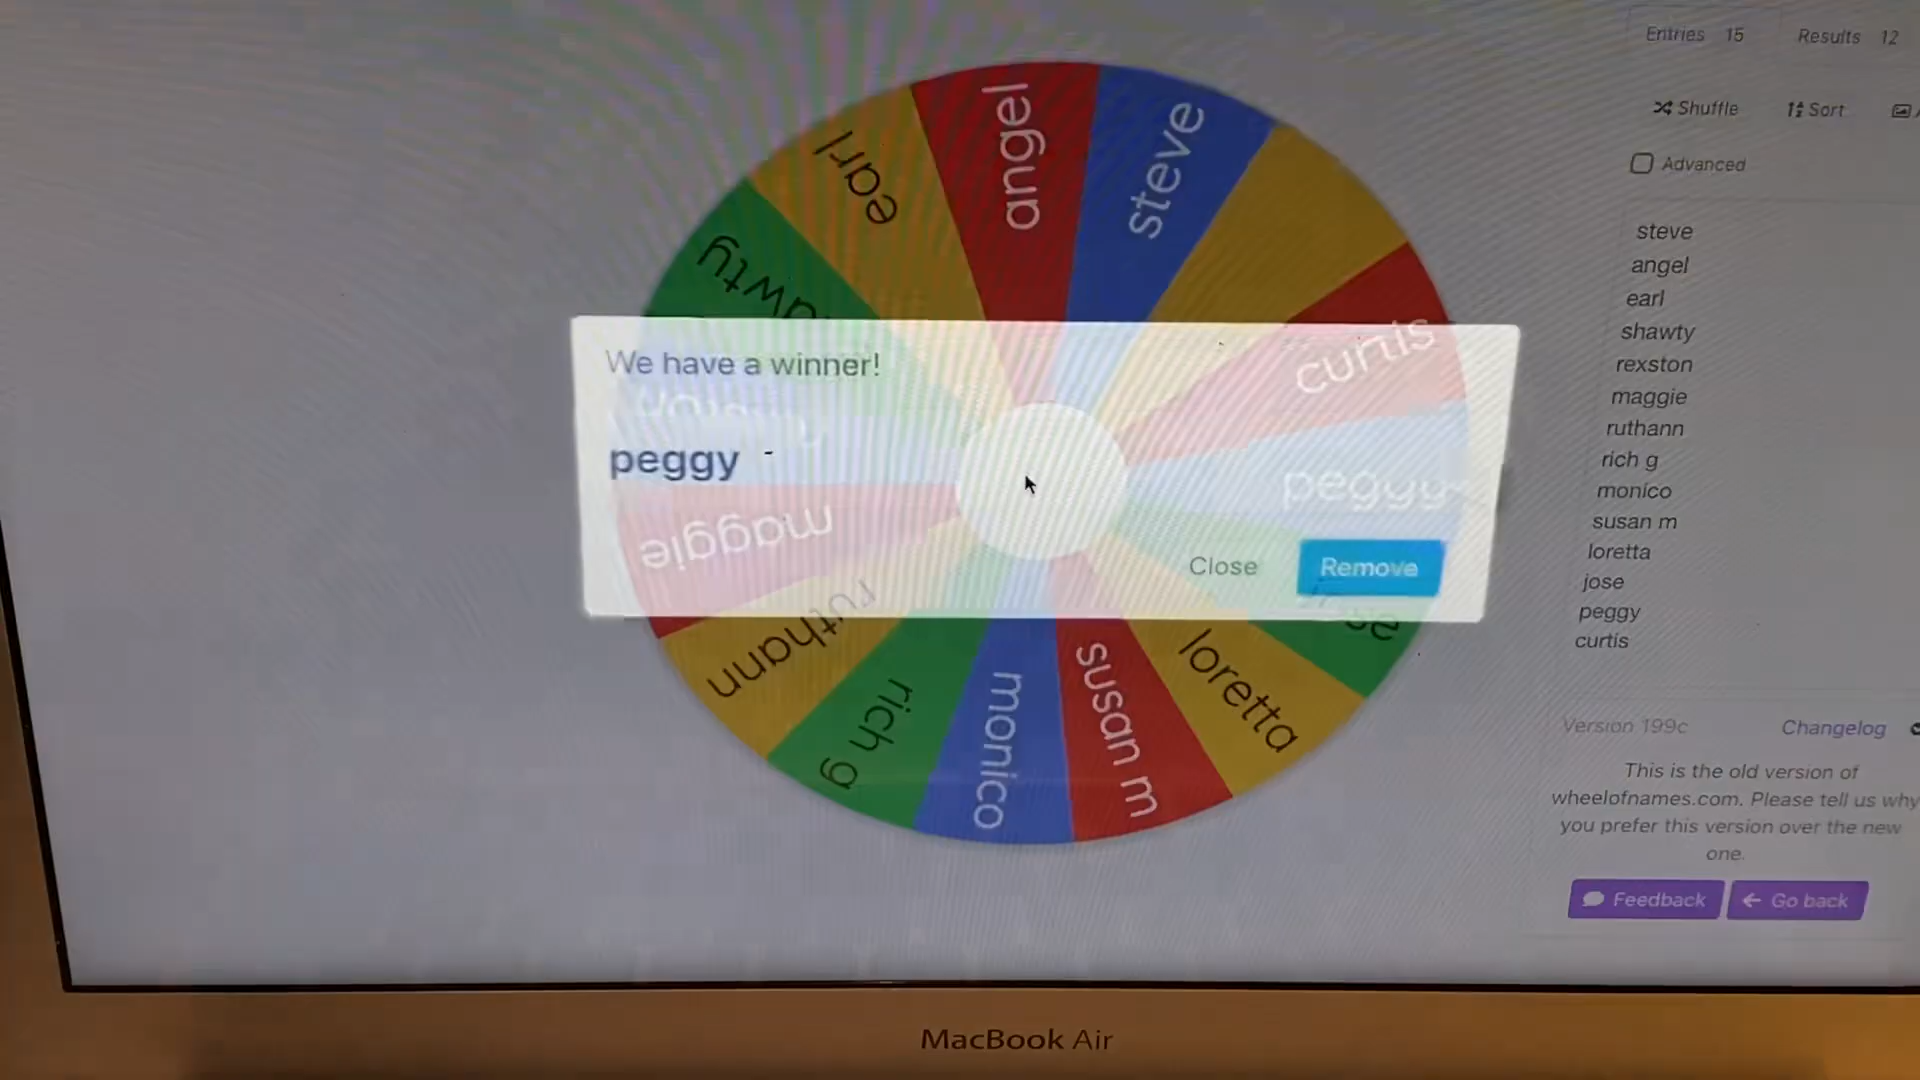 Entries 15 Results 12
Shuffle Sort
Advanced
steve
angel
earl
shawty
rexston
maggie
ruthann
rich g
monico
susan m
loretta
jose
peggy
curtis
angel
steve
earl
curtis
peggy
loretta
susan m
monico
rich g
ruthann
maggie
We have a winner!
peggy
Close Remove
Version 199c Changelog
This is the old version of
wheelofnames.com. Please tell us why
you prefer this version over the new
one.
Feedback Go back
MacBook Air